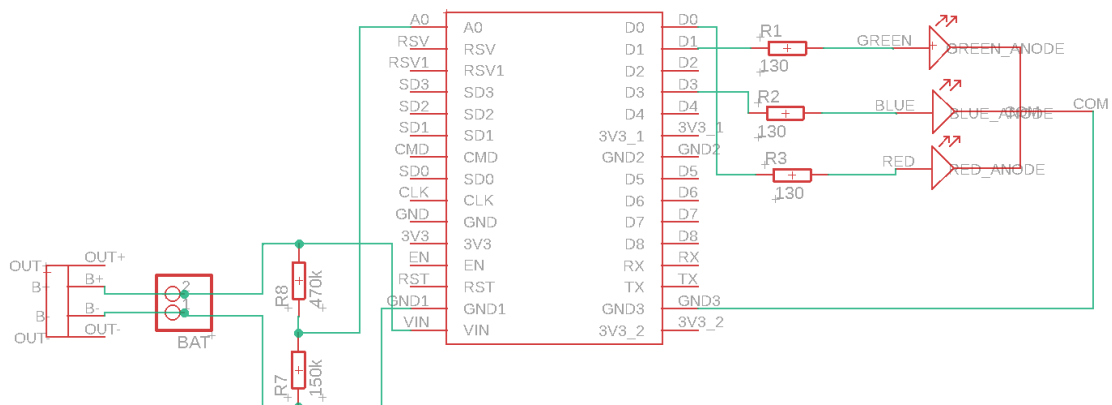 A0 A0 D0 D0
RSV RSV D1 D1
RSV1 RSV1 D2 D2
SD3 SD3 D3 D3
SD2 SD2 D4 D4
SD1 SD1 3V3_1 3V3_1
CMD CMD GND2 GND2
SD0 SD0 D5 D5
CLK CLK D6 D6
GND GND D7 D7
3V3 3V3 D8 D8
EN EN RX RX
RST RST TX TX
GND1 GND1 GND3 GND3
VIN VIN 3V3_2 3V3_2
R1
130
GREEN
GREEN_ANODE
R2
130
BLUE
BLUE_ANODE
COM
R3
130
RED
RED_ANODE
OUT+
B+
B-
OUT-
OUT
B
B
OUT
2
1
BAT
R8
470k
R7
150k